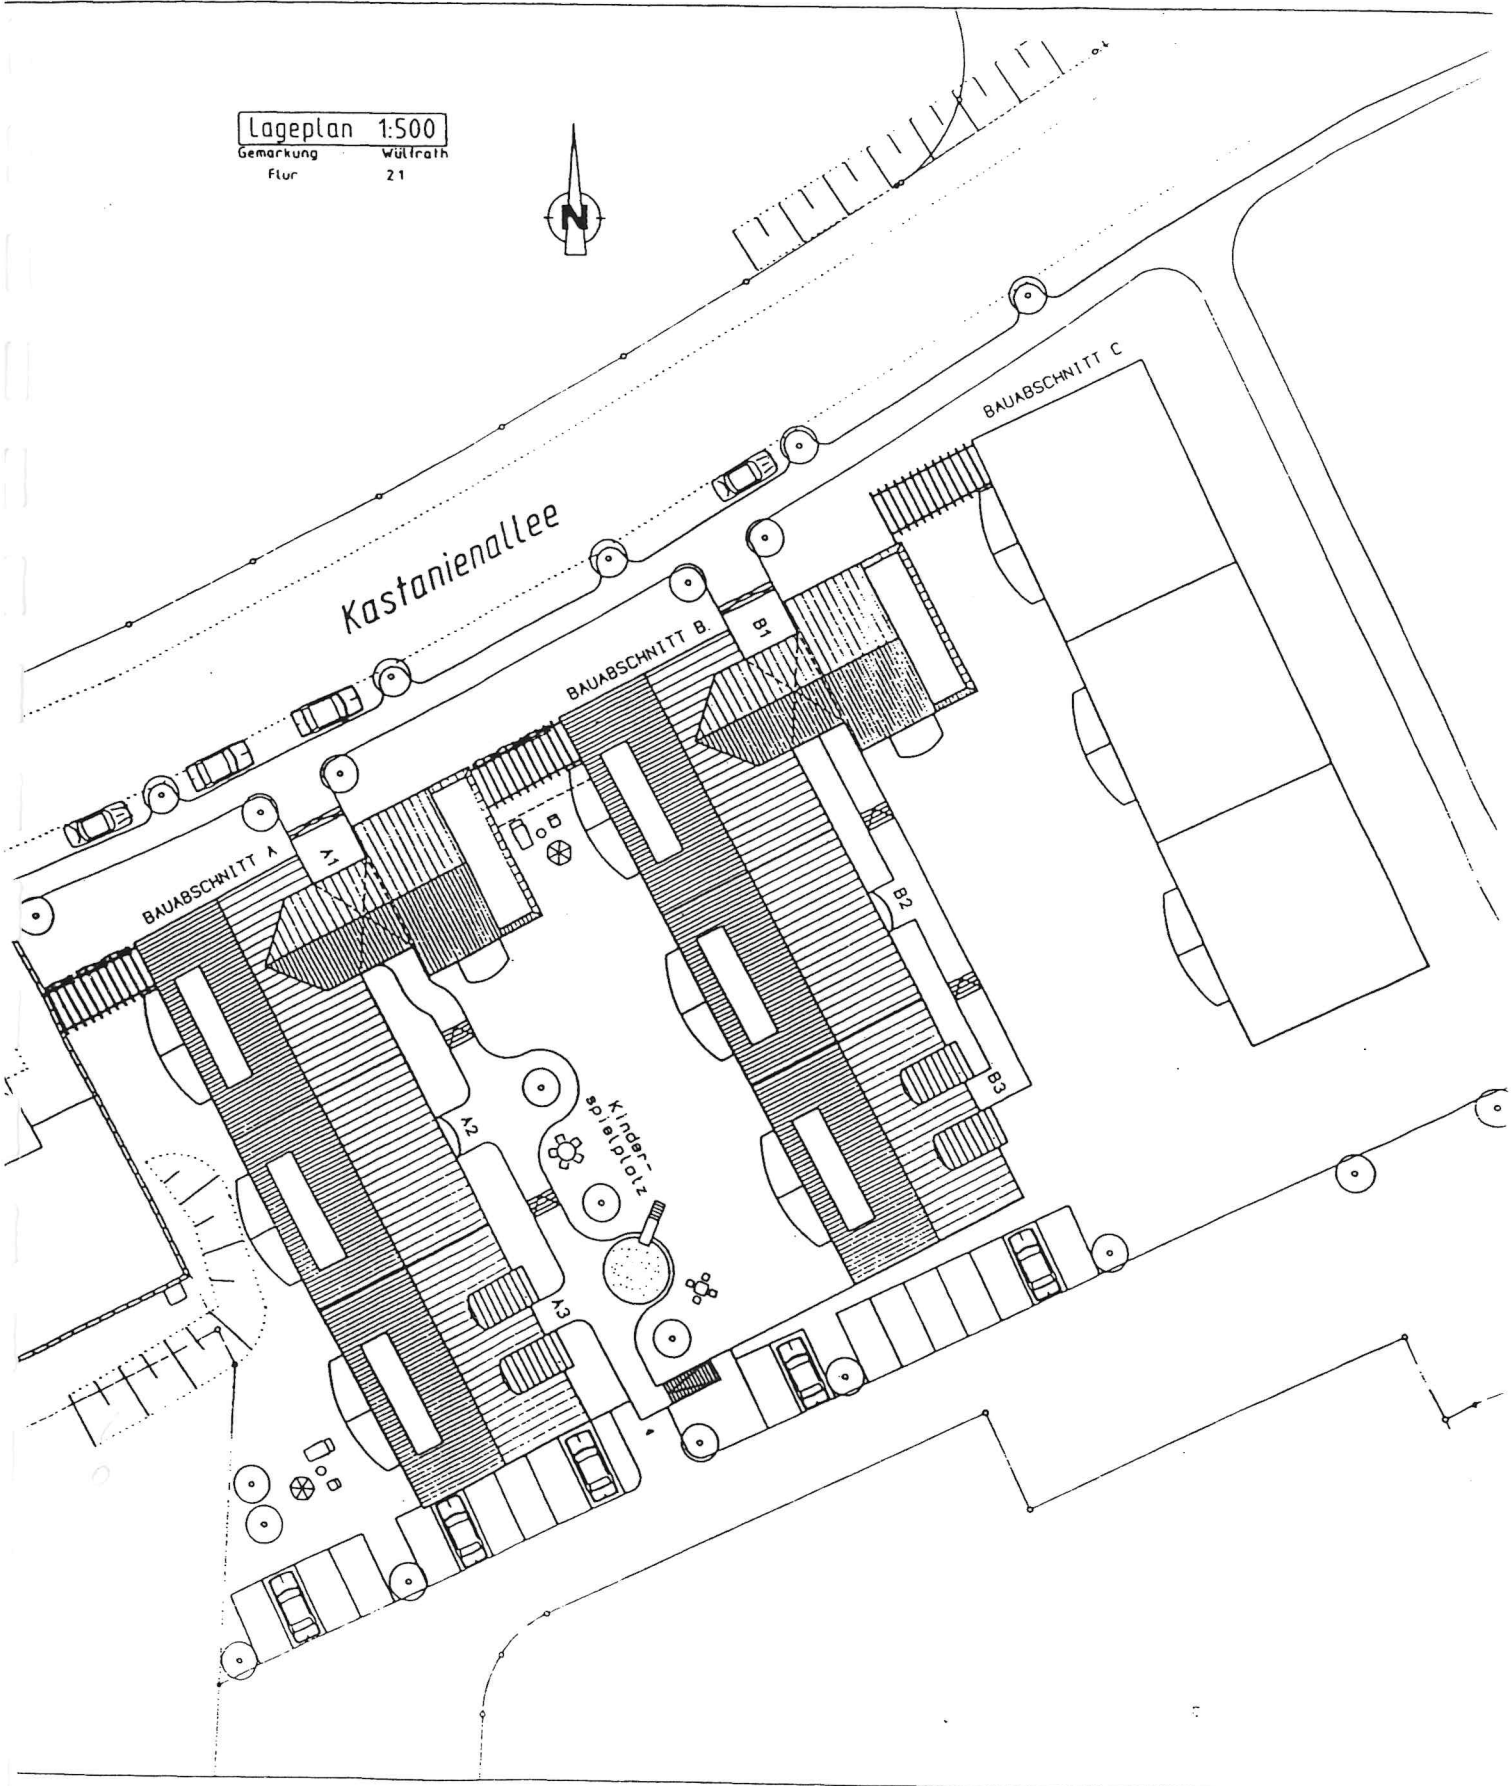 Lageplan 1:500
Gemarkung Wülfrath
Flur 21
N
BAUABSCHNITT C
Kastanienallee
BAUABSCHNITT B
B1
BAUABSCHNITT A
A1
B2
B3
A2
Kinder-
spielplatz
A3